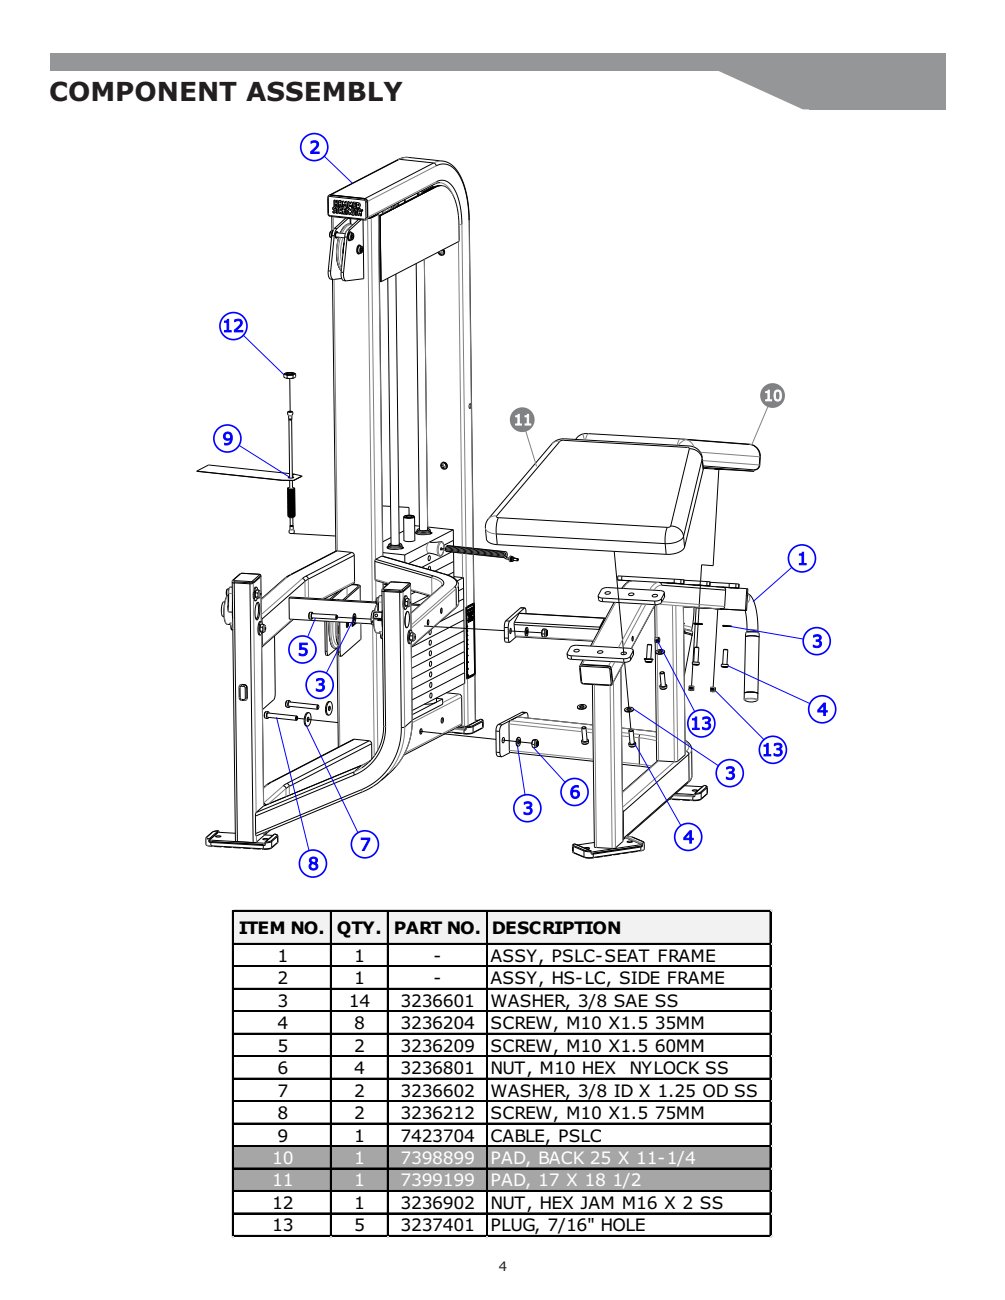 COMPONENT ASSEMBLY
2
12
10
11
9
1
3
5
3
4
13
13
3
6
3
4
7
8
ITEM NO. QTY. PART NO. DESCRIPTION
1 1 - ASSY, PSLC-SEAT FRAME
2 1 - ASSY, HS-LC, SIDE FRAME
3 14 3236601 WASHER, 3/8 SAE SS
4 8 3236204 SCREW, M10 X1.5 35MM
5 2 3236209 SCREW, M10 X1.5 60MM
6 4 3236801 NUT, M10 HEX NYLOCK SS
7 2 3236602 WASHER, 3/8 ID X 1.25 OD SS
8 2 3236212 SCREW, M10 X1.5 75MM
9 1 7423704 CABLE, PSLC
10 1 7398899 PAD, BACK 25 X 11-1/4
11 1 7399199 PAD, 17 X 18 1/2
12 1 3236902 NUT, HEX JAM M16 X 2 SS
13 5 3237401 PLUG, 7/16" HOLE
4